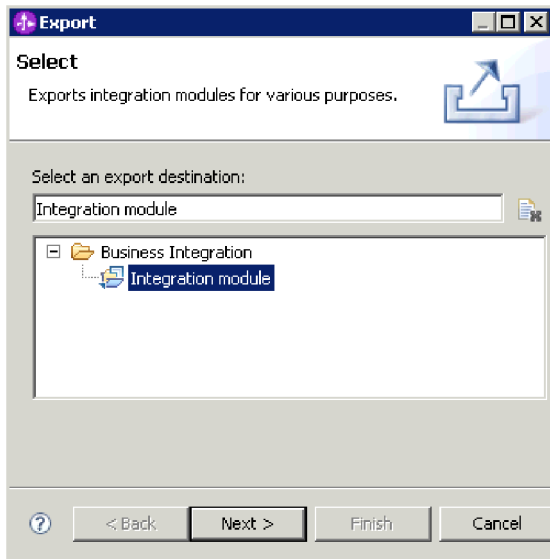 Export
Select
Exports integration modules for various purposes.
Select an export destination:
Integration module
Business Integration
Integration module
< Back
Next >
Finish
Cancel